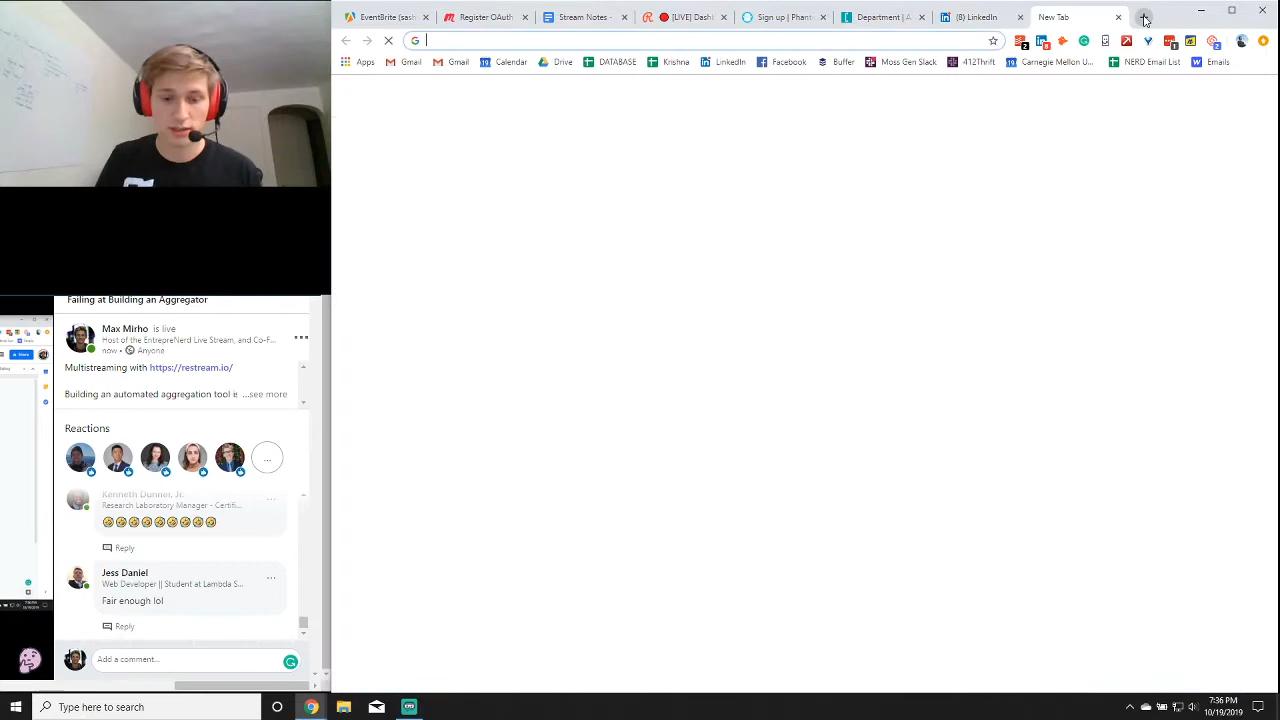 EventBrite (sash
Register OAuth
Stream Notes -
[LIVE] Dash
Sign up | Phant
Department | A
(8) LinkedIn
New Tab
Apps
Gmail
Gmail
Calendar
Drive
DATABASE
Krishna
LinkedIn
Facebook
Buffer
Moss Gen Slack
412Thrift
Carnegie Mellon U...
NERD Email List
Emails
Failing at Building an Aggregator
Max Mirho is live
Host of the EntrepreNerd Live Stream, and Co-F...
now • Anyone
Multistreaming with https://restream.io/
Building an automated aggregation tool is ...see more
Reactions
Kenneth Dunner, Jr.
Research Laboratory Manager - Certifi...
Reply
Jess Daniel
Web Developer || Student at Lambda S...
Fair enough lol
Reply
Add a comment...
Type here to search
7:36 PM
10/19/2019